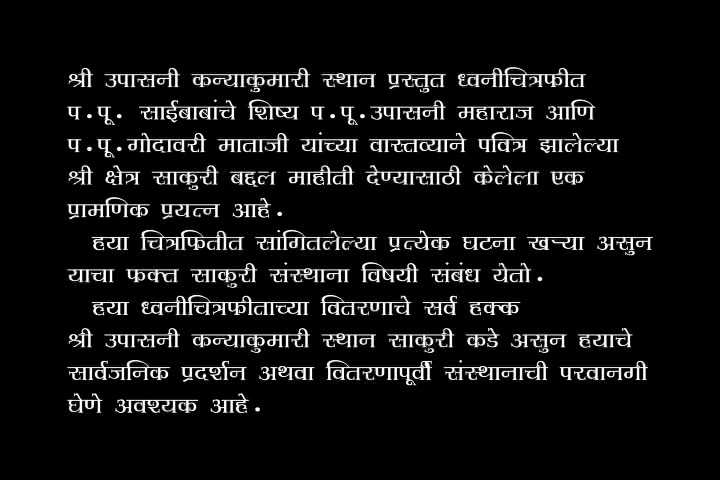 श्री उपासनी कन्याकुमारी स्थान प्रस्तुत ध्वनीचित्रफीत
प.पू. साईबाबांचे शिष्य प.पू.उपासनी महाराज आणि
प.पू.गोदावरी माताजी यांच्या वास्तव्याने पवित्र झालेल्या
श्री क्षेत्र साकुरी बद्दल माहीती देण्यासाठी केलेला एक
प्रामणिक प्रयत्न आहे.
हया चित्रफितीत सांगितलेल्या प्रत्येक घटना खऱ्या असुन
याचा फक्त साकुरी संस्थाना विषयी संबंध येतो.
हया ध्वनीचित्रफीताच्या वितरणाचे सर्व हक्क
श्री उपासनी कन्याकुमारी स्थान साकुरी कडे असुन हयाचे
सार्वजनिक प्रदर्शन अथवा वितरणापूर्वी संस्थानाची परवानगी
घेणे अवश्यक आहे.